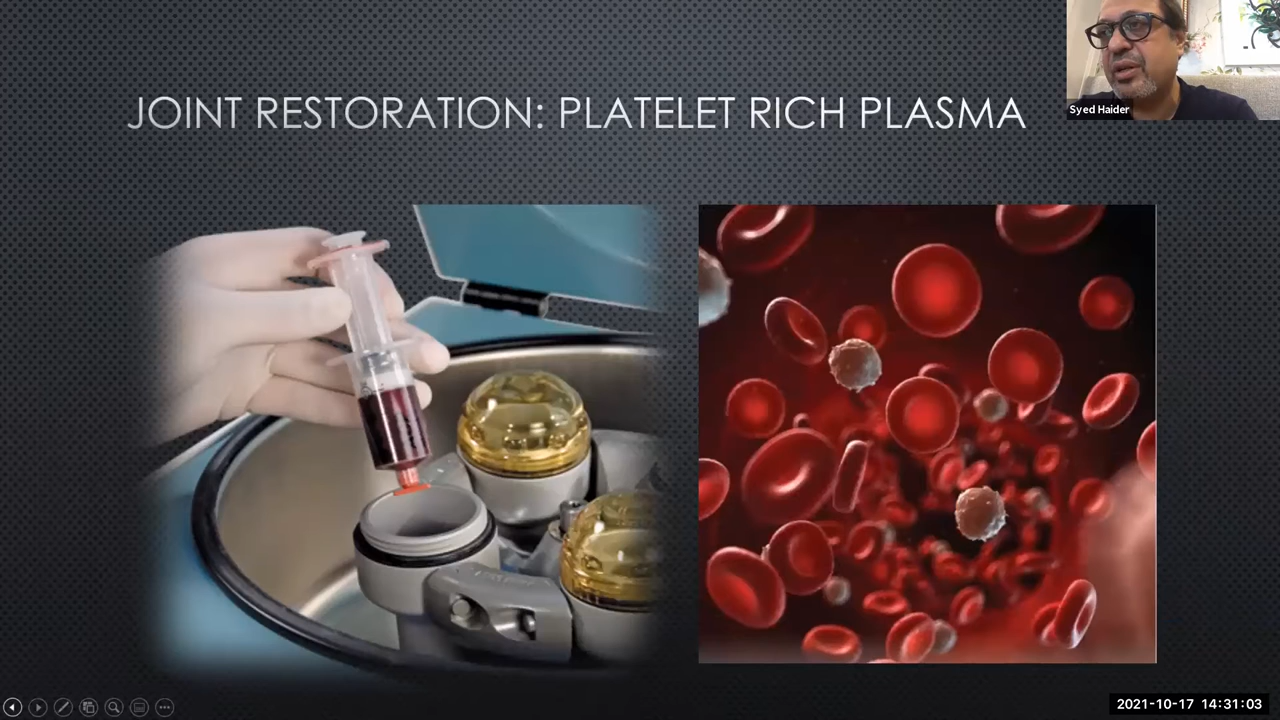 JOINT RESTORATION: PLATELET RICH PLASMA
Syed Haider
2021-10-17 14:31:03